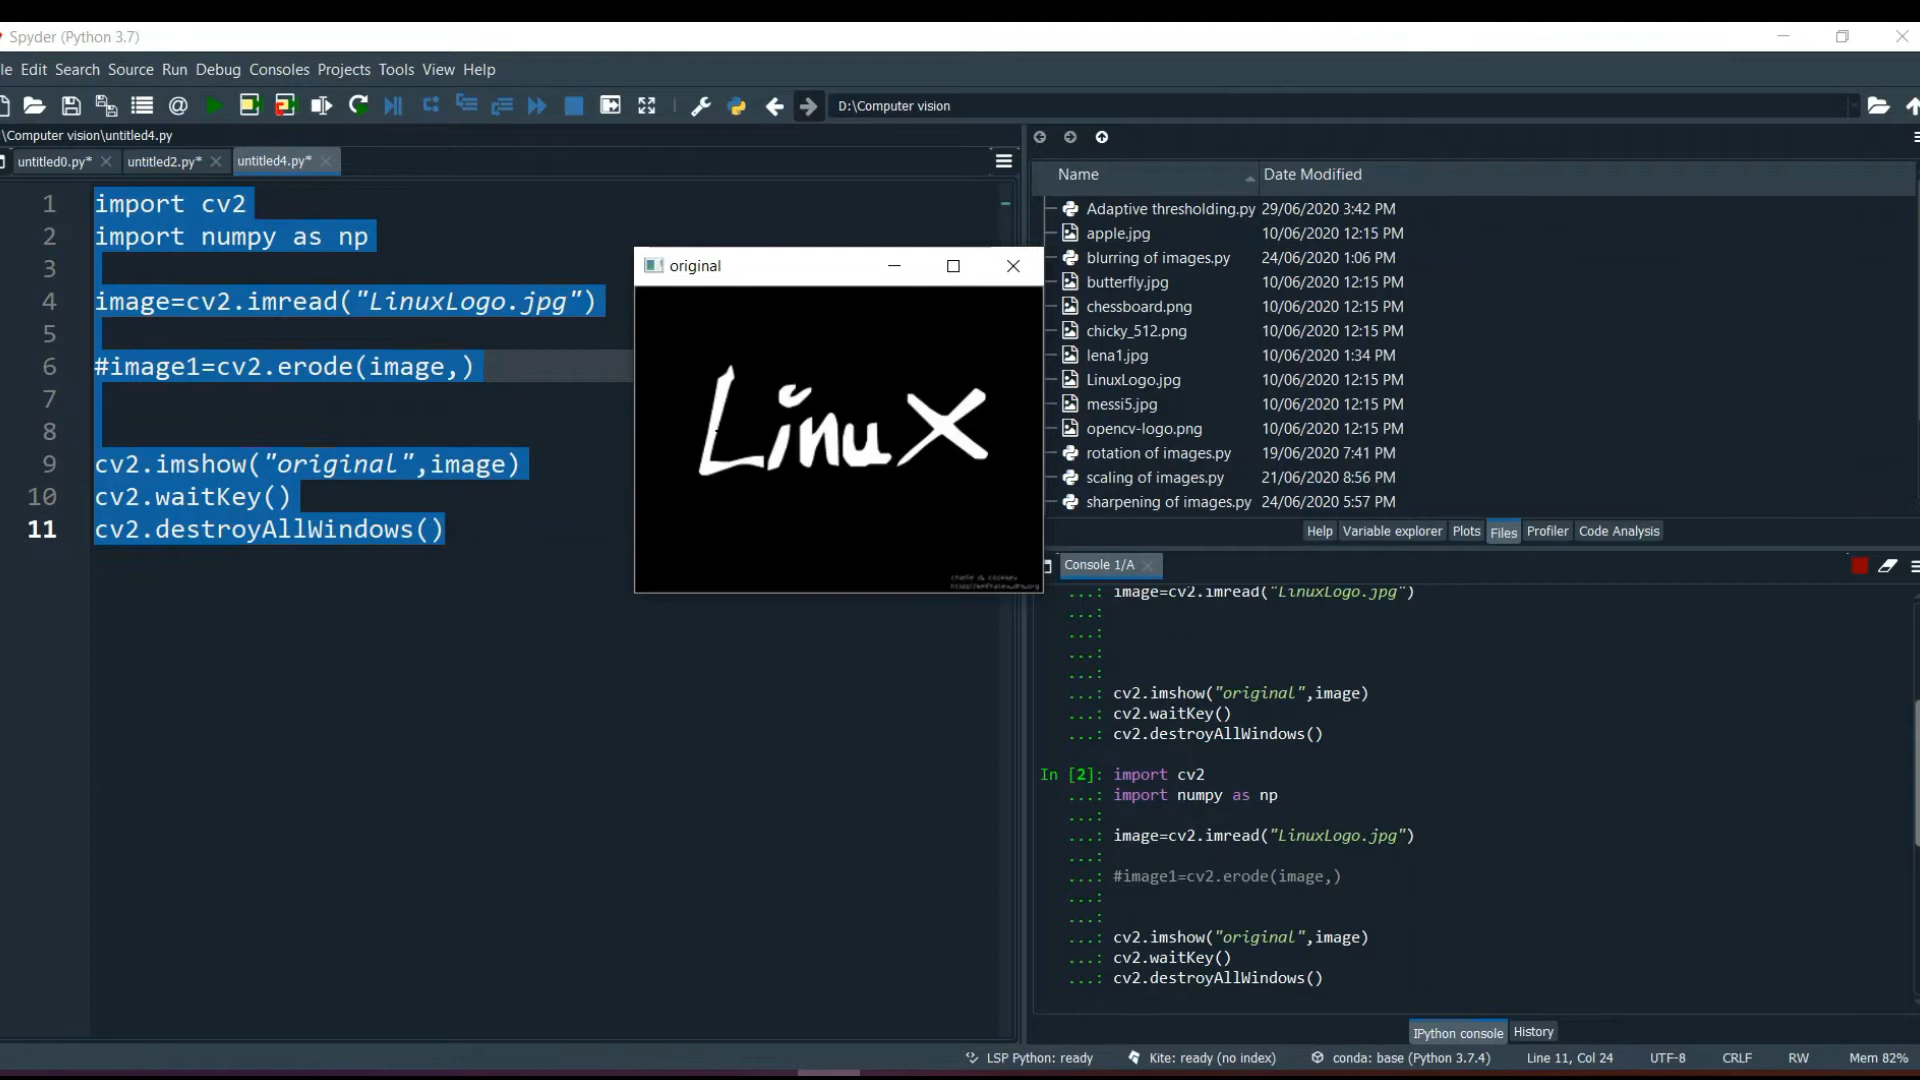 Spyder (Python 3.7)
le Edit Search Source Run Debug Consoles Projects Tools View Help
D:\Computer vision
\Computer vision\untitled4.py
untitled0.py* untitled2.py* untitled4.py*
1 import cv2
2 import numpy as np
3
4 image=cv2.imread("LinuxLogo.jpg")
5
6 #image1=cv2.erode(image,)
7
8
9 cv2.imshow("original",image)
10 cv2.waitKey()
11 cv2.destroyAllWindows()
original
Linux
Name Date Modified
Adaptive thresholding.py 29/06/2020 3:42 PM
apple.jpg 10/06/2020 12:15 PM
blurring of images.py 24/06/2020 1:06 PM
butterfly.jpg 10/06/2020 12:15 PM
chessboard.png 10/06/2020 12:15 PM
chicky_512.png 10/06/2020 12:15 PM
lena1.jpg 10/06/2020 1:34 PM
LinuxLogo.jpg 10/06/2020 12:15 PM
messi5.jpg 10/06/2020 12:15 PM
opencv-logo.png 10/06/2020 12:15 PM
rotation of images.py 19/06/2020 7:41 PM
scaling of images.py 21/06/2020 8:56 PM
sharpening of images.py 24/06/2020 5:57 PM
Help Variable explorer Plots Files Profiler Code Analysis
Console 1/A
...: image=cv2.imread("LinuxLogo.jpg")
...:
...:
...:
...:
...: cv2.imshow("original",image)
...: cv2.waitKey()
...: cv2.destroyAllWindows()
In [2]: import cv2
...: import numpy as np
...:
...: image=cv2.imread("LinuxLogo.jpg")
...:
...: #image1=cv2.erode(image,)
...:
...:
...: cv2.imshow("original",image)
...: cv2.waitKey()
...: cv2.destroyAllWindows()
IPython console History
LSP Python: ready Kite: ready (no index) conda: base (Python 3.7.4) Line 11, Col 24 UTF-8 CRLF RW Mem 82%